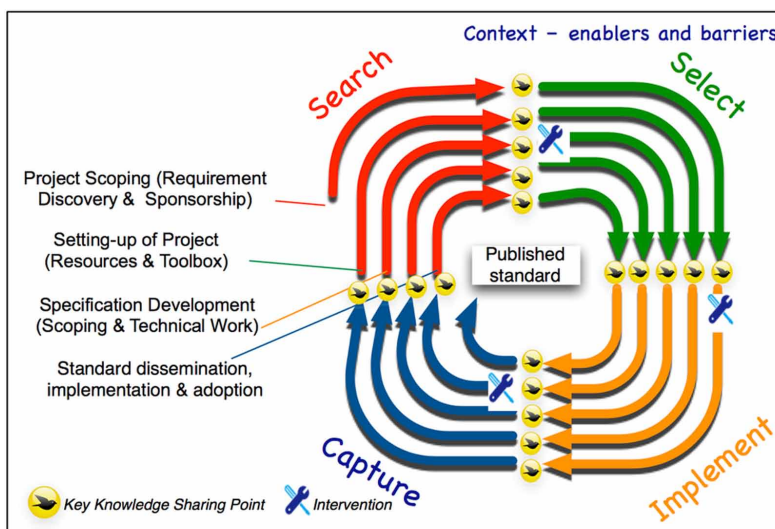 Context – enablers and barriers
Search
Select
Project Scoping (Requirement
Discovery & Sponsorship)
Setting-up of Project
(Resources & Toolbox)
Published
standard
Specification Development
(Scoping & Technical Work)
Standard dissemination,
implementation & adoption
Capture
Implement
Key Knowledge Sharing Point
Intervention